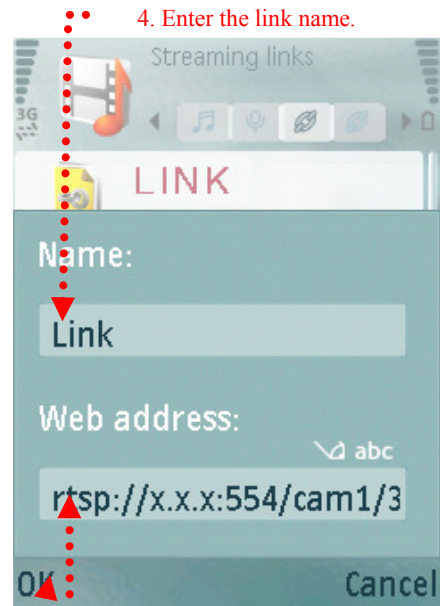 4. Enter the link name.
Streaming links
3G
LINK
Name:
Link
Web address:
abc
rtsp://x.x.x:554/cam1/3
OK Cancel